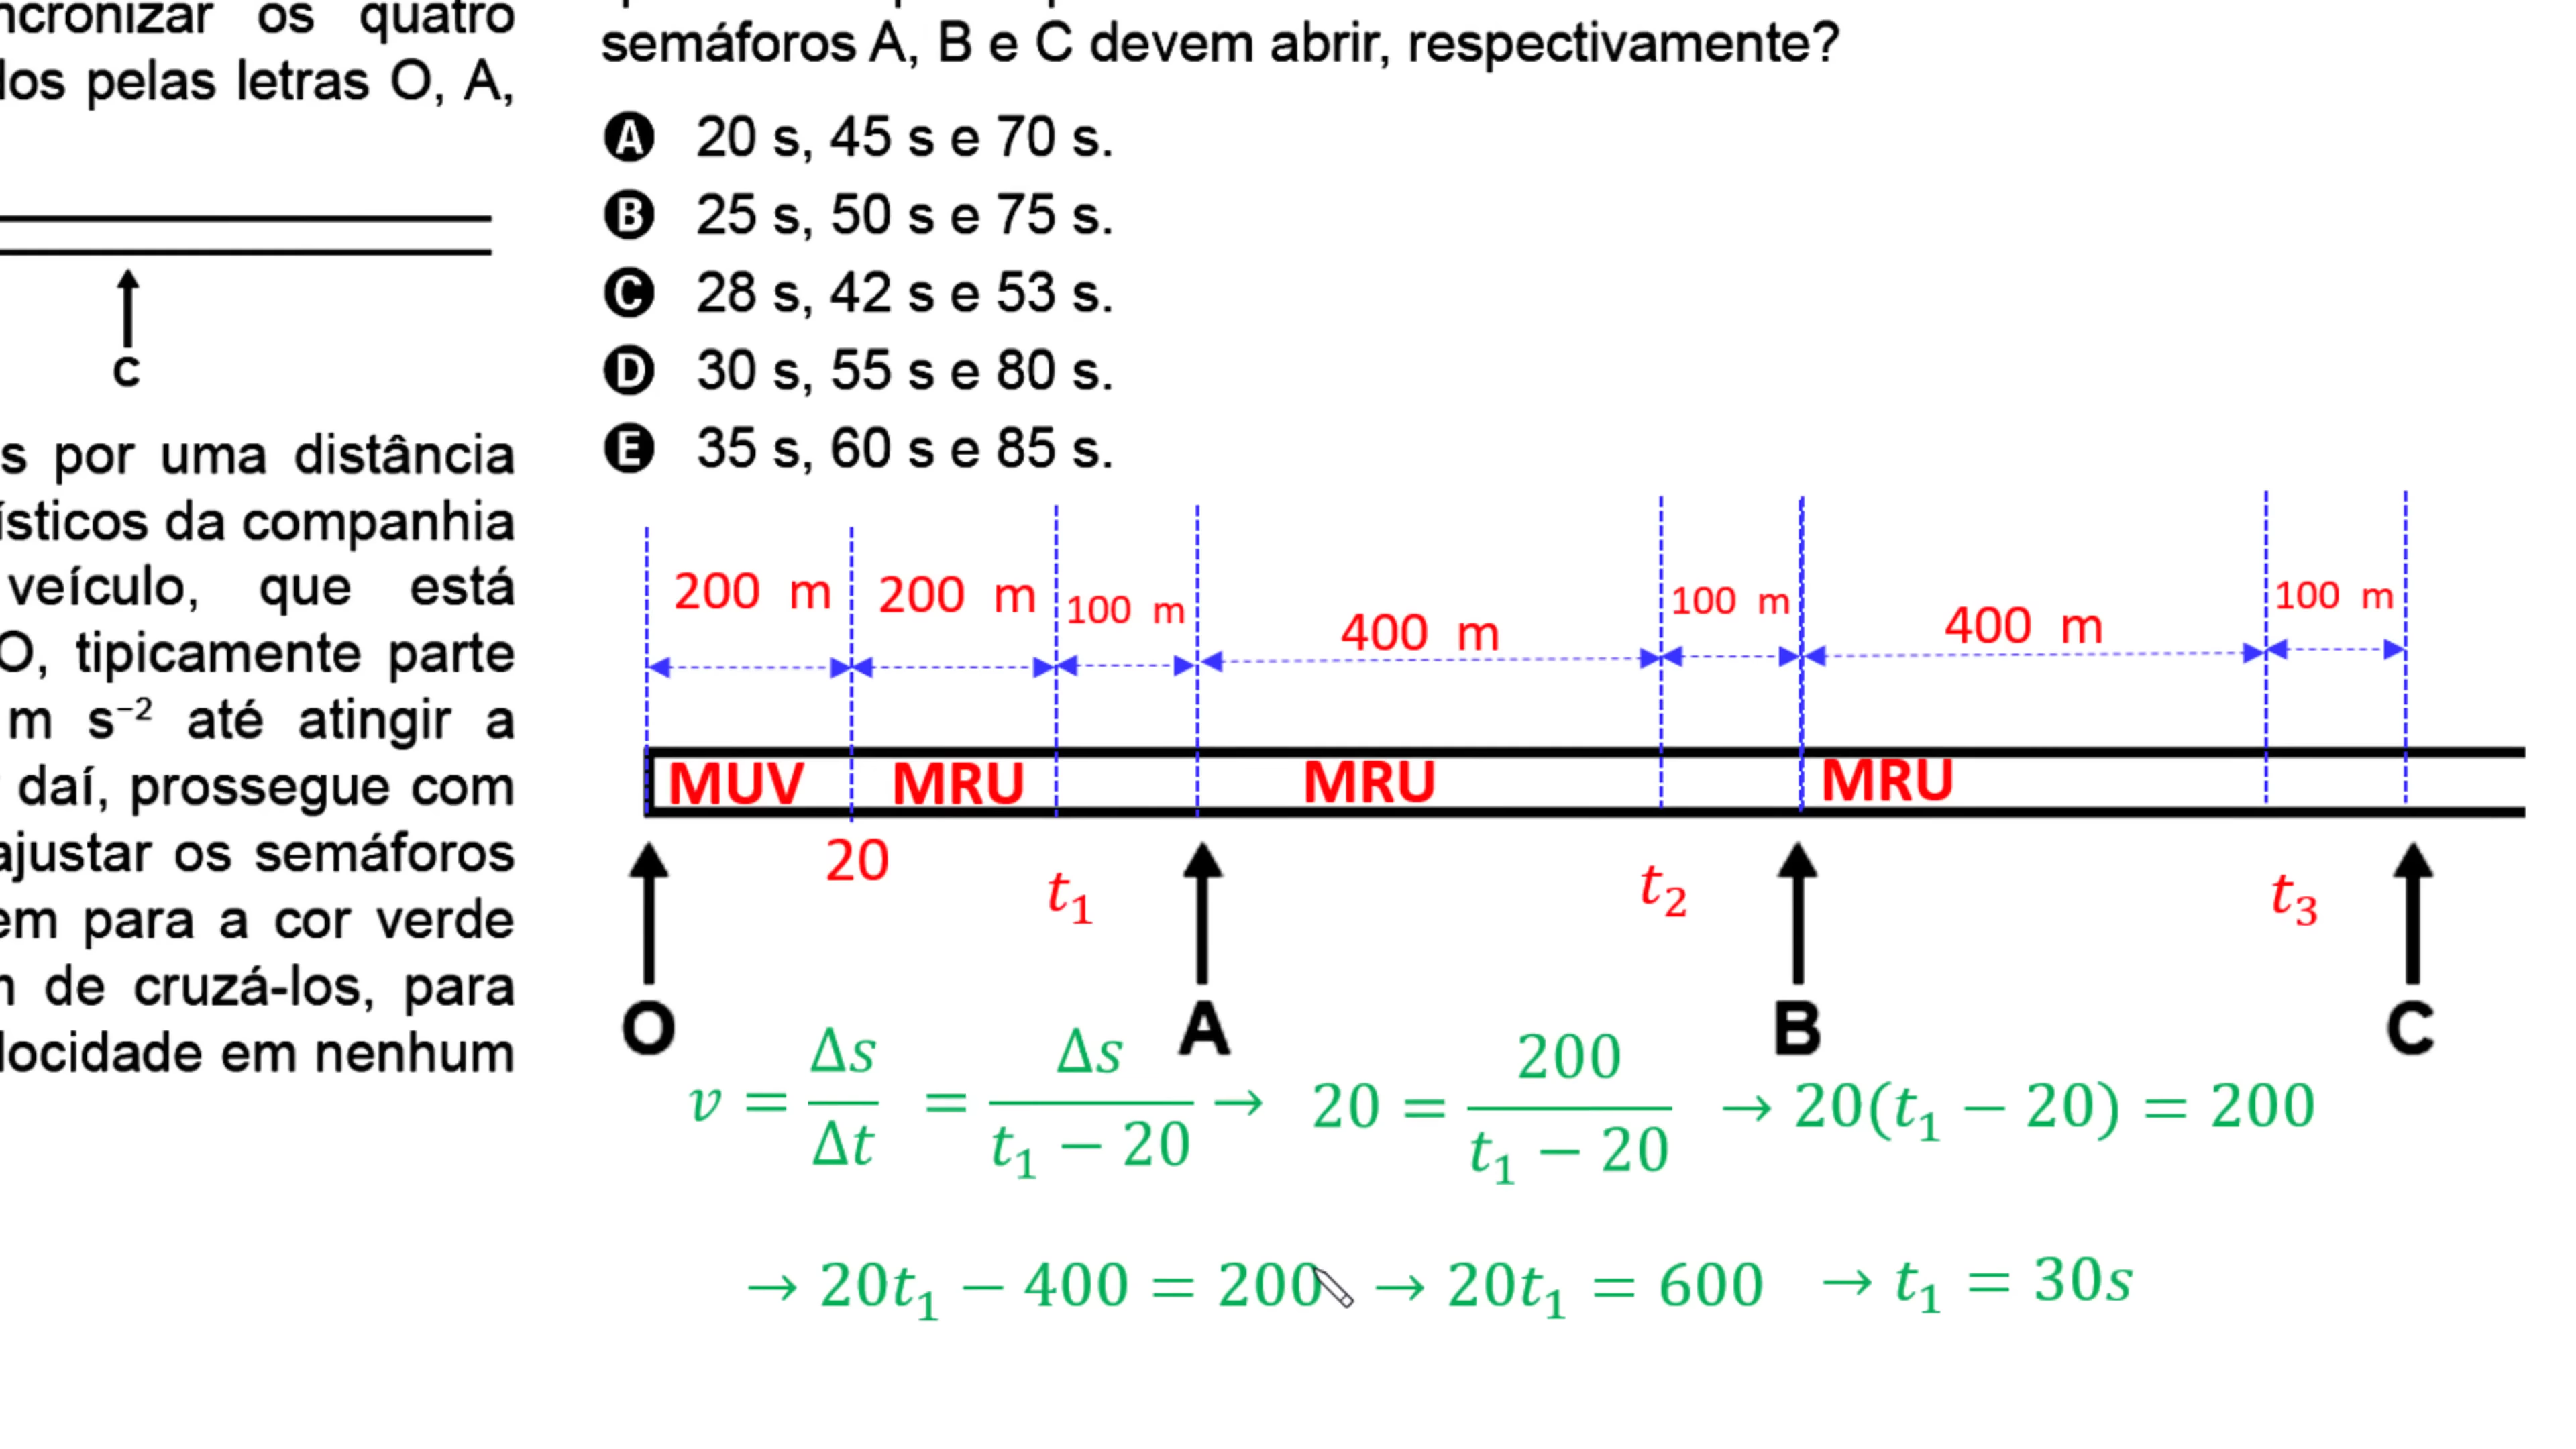 ncronizar os quatro
los pelas letras O, A,
C
s por uma distância
ísticos da companhia
veículo, que está
O, tipicamente parte
m s⁻² até atingir a
daí, prossegue com
ajustar os semáforos
em para a cor verde
de cruzá-los, para
locidade em nenhum
semáforos A, B e C devem abrir, respectivamente?
A 20 s, 45 s e 70 s.
B 25 s, 50 s e 75 s.
C 28 s, 42 s e 53 s.
D 30 s, 55 s e 80 s.
E 35 s, 60 s e 85 s.
200 m 200 m 100 m 400 m 100 m 400 m 100 m
MUV MRU MRU MRU
20 t₁ t₂ t₃
O A B C
v = Δs/Δt = Δs/(t₁ − 20) → 20 = 200/(t₁ − 20) → 20(t₁ − 20) = 200
→ 20t₁ − 400 = 200 → 20t₁ = 600 → t₁ = 30s